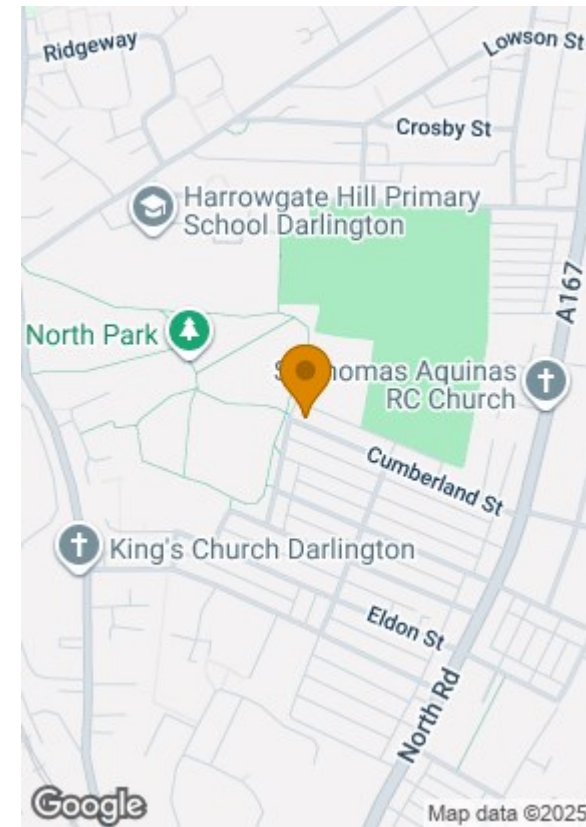 Ridgeway
Lowson St
Crosby St
Harrowgate Hill Primary
School Darlington
A167
North Park
homas Aquinas
RC Church
Cumberland St
King's Church Darlington
Eldon St
North Rd
Google
Map data ©2025